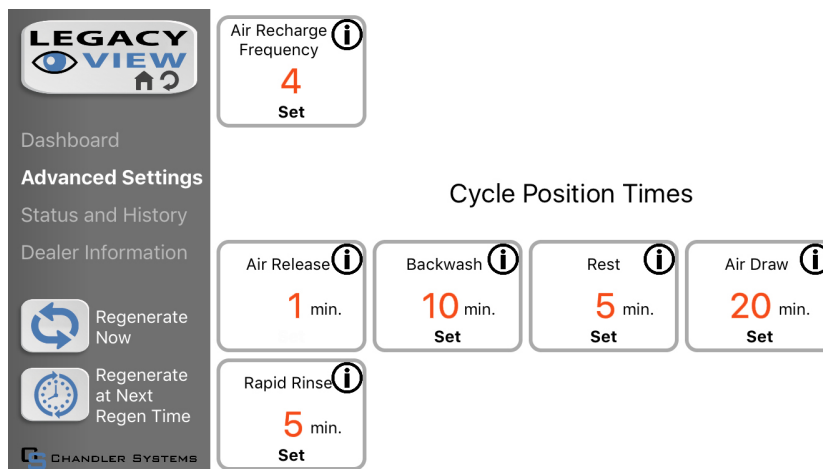 LEGACY
VIEW
Dashboard
Advanced Settings
Status and History
Dealer Information
Regenerate
Now
Regenerate
at Next
Regen Time
CS CHANDLER SYSTEMS
Air Recharge
Frequency
4
Set
Cycle Position Times
Air Release
1 min.
Backwash
10 min.
Set
Rest
5 min.
Set
Air Draw
20 min.
Set
Rapid Rinse
5 min.
Set